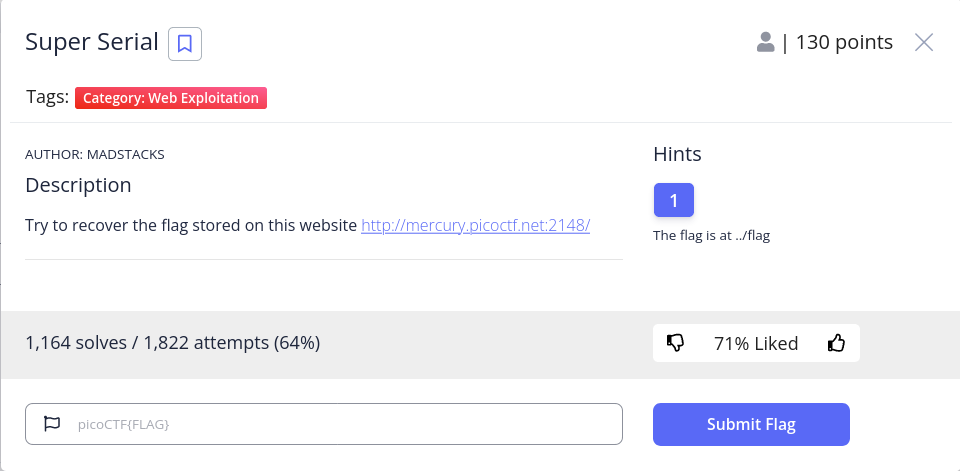 Super Serial
| 130 points
Tags: Category: Web Exploitation
AUTHOR: MADSTACKS
Description
Try to recover the flag stored on this website http://mercury.picoctf.net:2148/
Hints
1
The flag is at ../flag
1,164 solves / 1,822 attempts (64%)
71% Liked
picoCTF{FLAG}
Submit Flag